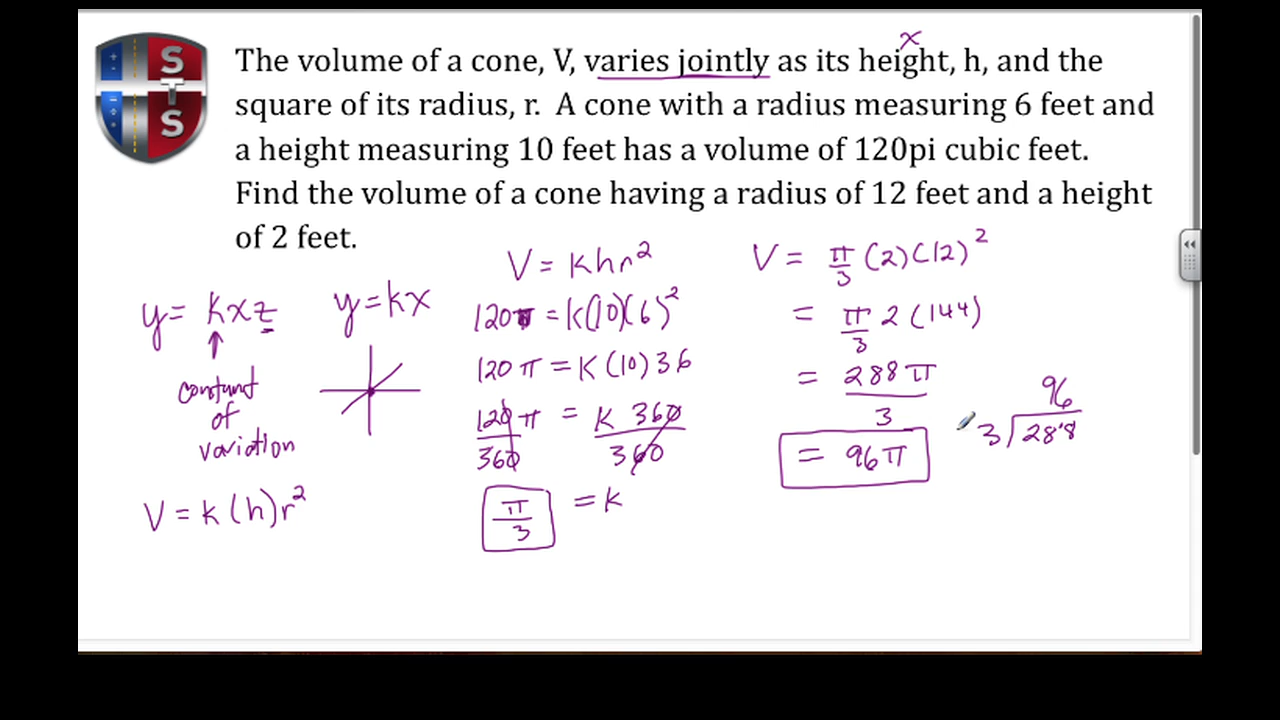 STS
x
The volume of a cone, V, varies jointly as its height, h, and the
square of its radius, r. A cone with a radius measuring 6 feet and
a height measuring 10 feet has a volume of 120pi cubic feet.
Find the volume of a cone having a radius of 12 feet and a height
of 2 feet.
y = kxz
constant
of
variation
V = k(h)r²
y = kx
V = Khr²
120π = k(10)(6)²
120π = K(10)36
120π/360 = K 360/360
π/3 = K
V = π/3 (2)(12)²
= π/3 2(144)
= 288π/3
= 96π
96
3)288